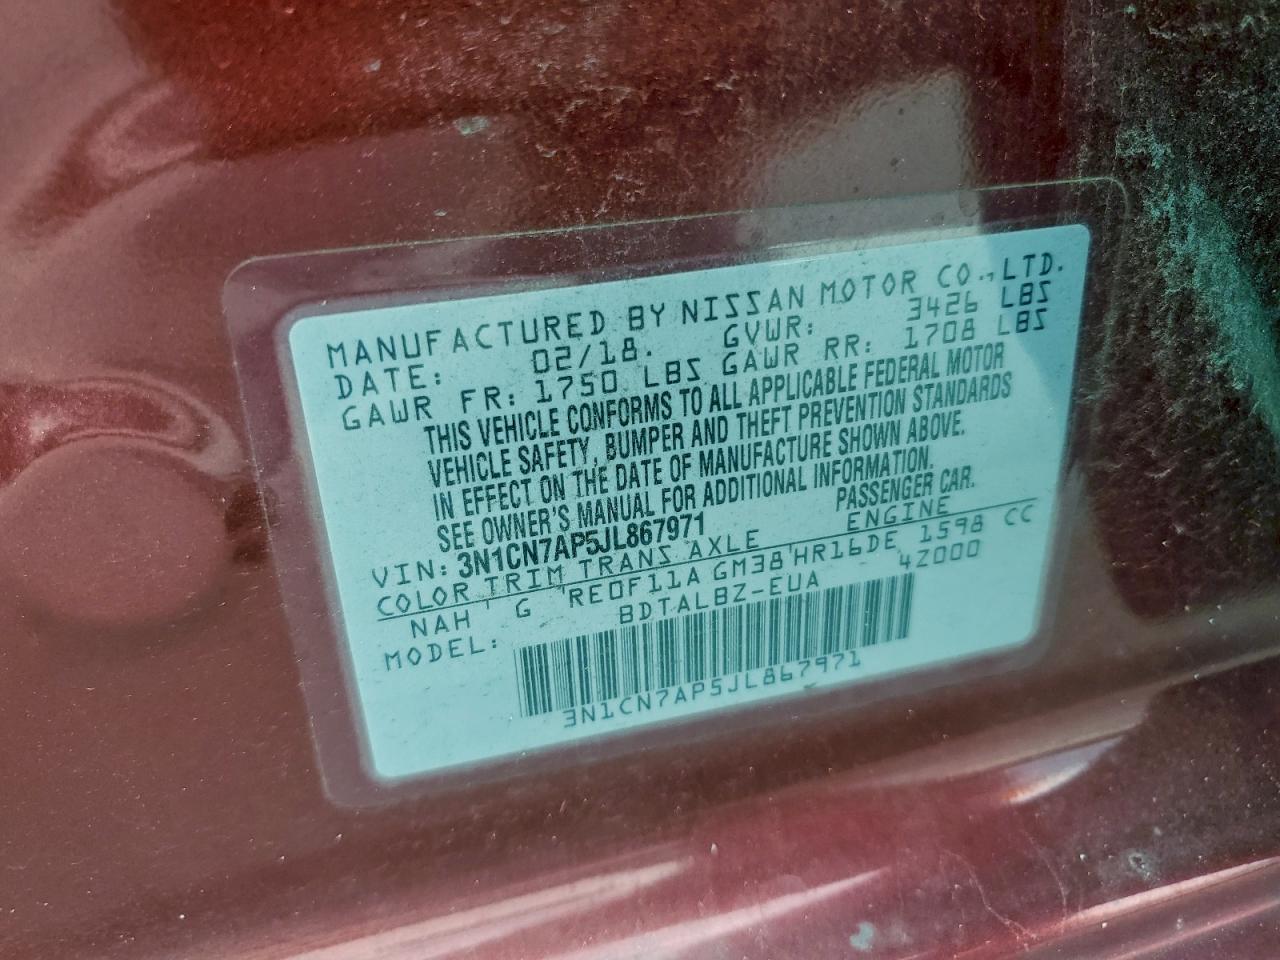 MANUFACTURED BY NISSAN MOTOR CO., LTD.
DATE: 02/18. GVWR: 3426 LBS
GAWR FR: 1750 LBS GAWR RR: 1708 LBS
THIS VEHICLE CONFORMS TO ALL APPLICABLE FEDERAL MOTOR
VEHICLE SAFETY, BUMPER AND THEFT PREVENTION STANDARDS
IN EFFECT ON THE DATE OF MANUFACTURE SHOWN ABOVE.
SEE OWNER'S MANUAL FOR ADDITIONAL INFORMATION.
VIN: 3N1CN7AP5JL867971 PASSENGER CAR.
COLOR TRIM TRANS AXLE ENGINE
NAH G RE0F11A GM38 HR16DE 1598 CC
MODEL: BDTALBZ-EUA - 4Z000
3N1CN7AP5JL867971